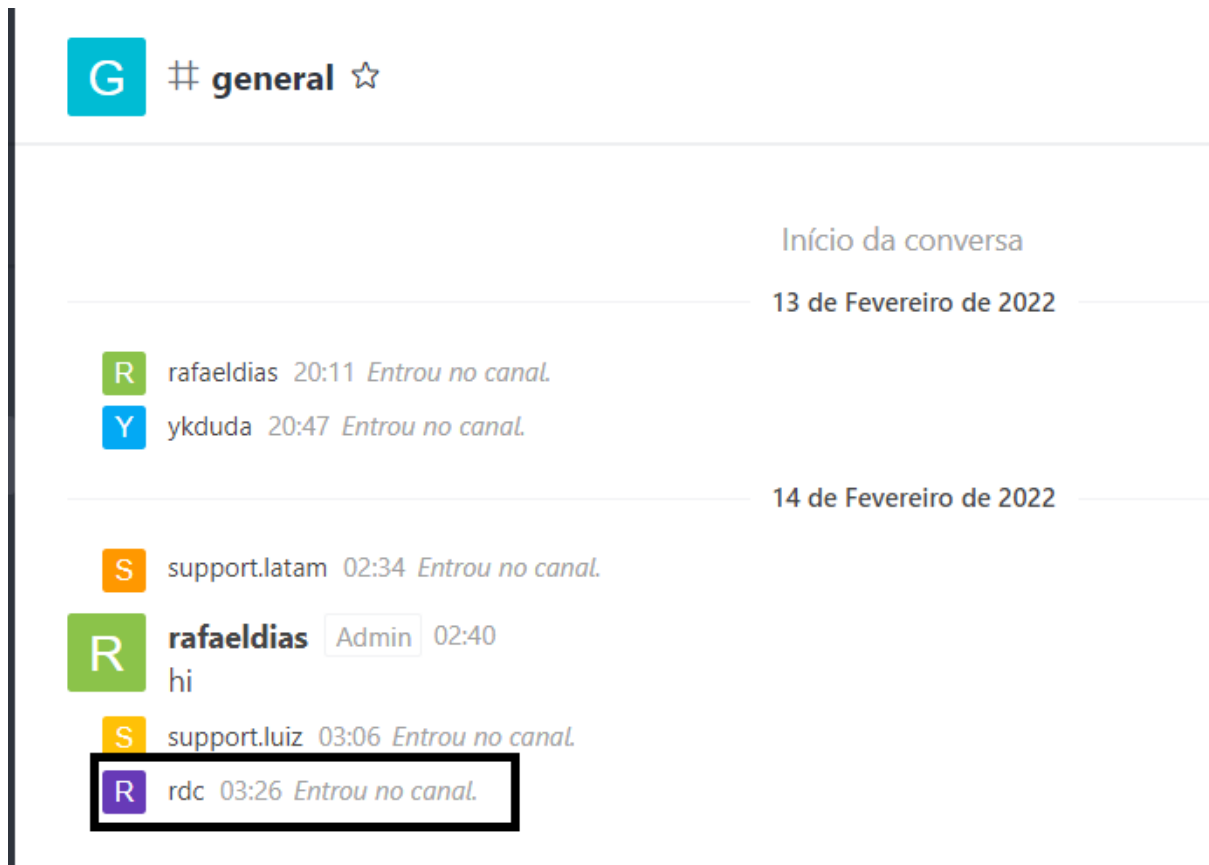 G # general
Início da conversa
13 de Fevereiro de 2022
R rafaeldias 20:11 Entrou no canal.
Y ykduda 20:47 Entrou no canal.
14 de Fevereiro de 2022
S support.latam 02:34 Entrou no canal.
R rafaeldias Admin 02:40
hi
S support.luiz 03:06 Entrou no canal.
R rdc 03:26 Entrou no canal.